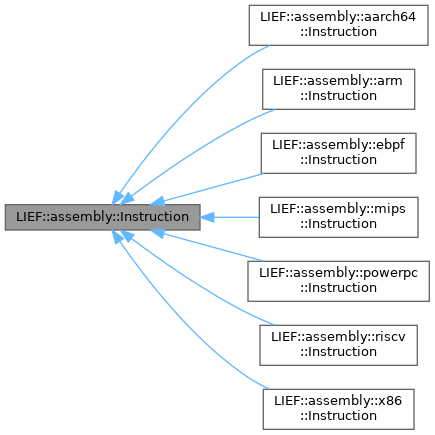 LIEF::assembly::aarch64
::Instruction
LIEF::assembly::arm
::Instruction
LIEF::assembly::ebpf
::Instruction
LIEF::assembly::Instruction
LIEF::assembly::mips
::Instruction
LIEF::assembly::powerpc
::Instruction
LIEF::assembly::riscv
::Instruction
LIEF::assembly::x86
::Instruction